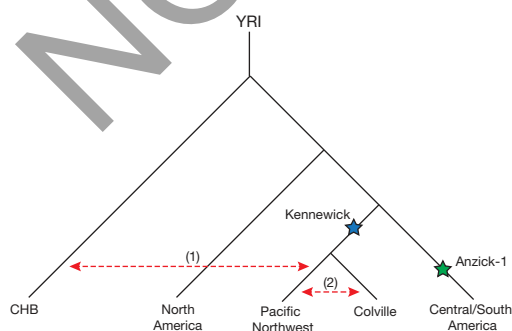 YRI
Kennewick
Anzick-1
(1)
(2)
CHB
North
America
Pacific
Northwest
Colville
Central/South
America